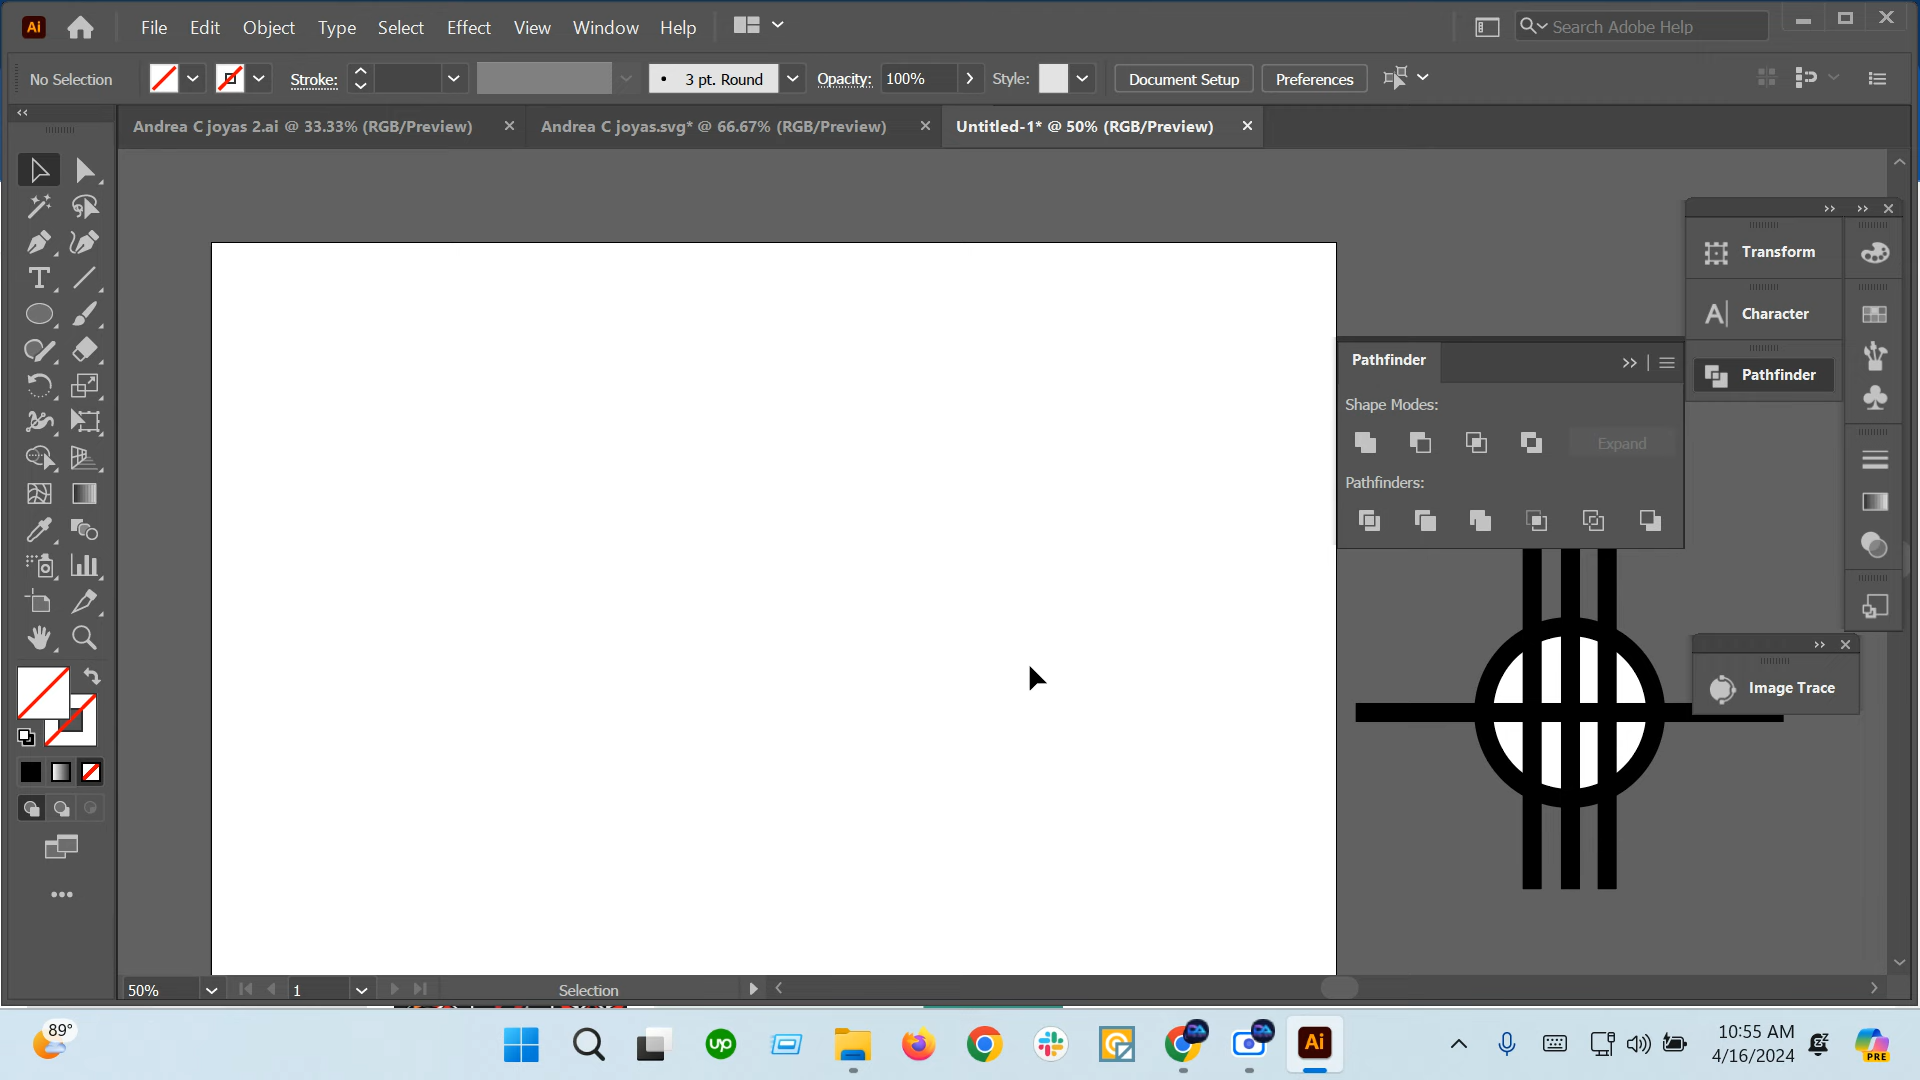 Ai
File
Edit
Object
Type
Select
Effect
View
Window
Help
Search Adobe Help
No Selection
Stroke:
3 pt. Round
Opacity:
100%
Style:
Document Setup
Preferences
Andrea C joyas 2.ai @ 33.33% (RGB/Preview)
Andrea C joyas.svg* @ 66.67% (RGB/Preview)
Untitled-1* @ 50% (RGB/Preview)
Transform
Character
Pathfinder
Pathfinder
Shape Modes:
Expand
Pathfinders:
Image Trace
50%
1
Selection
89°
up
Ai
10:55 AM
4/16/2024
PRE